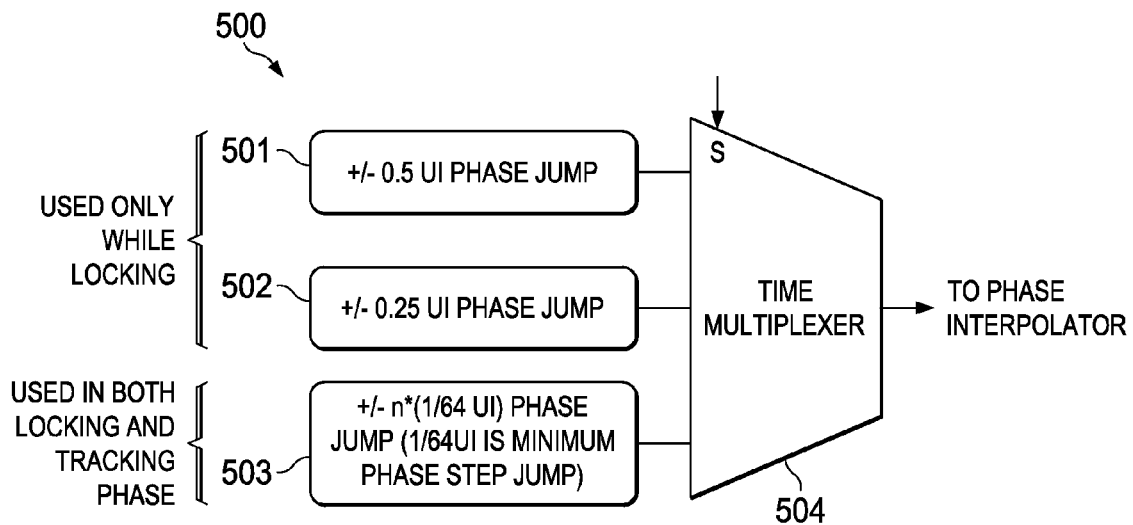 500
501
+/- 0.5 UI PHASE JUMP
USED ONLY
WHILE
LOCKING
502
+/- 0.25 UI PHASE JUMP
USED IN BOTH
LOCKING AND
TRACKING
PHASE
503
+/- n*(1/64 UI) PHASE
JUMP (1/64UI IS MINIMUM
PHASE STEP JUMP)
S
TIME
MULTIPLEXER
504
TO PHASE
INTERPOLATOR